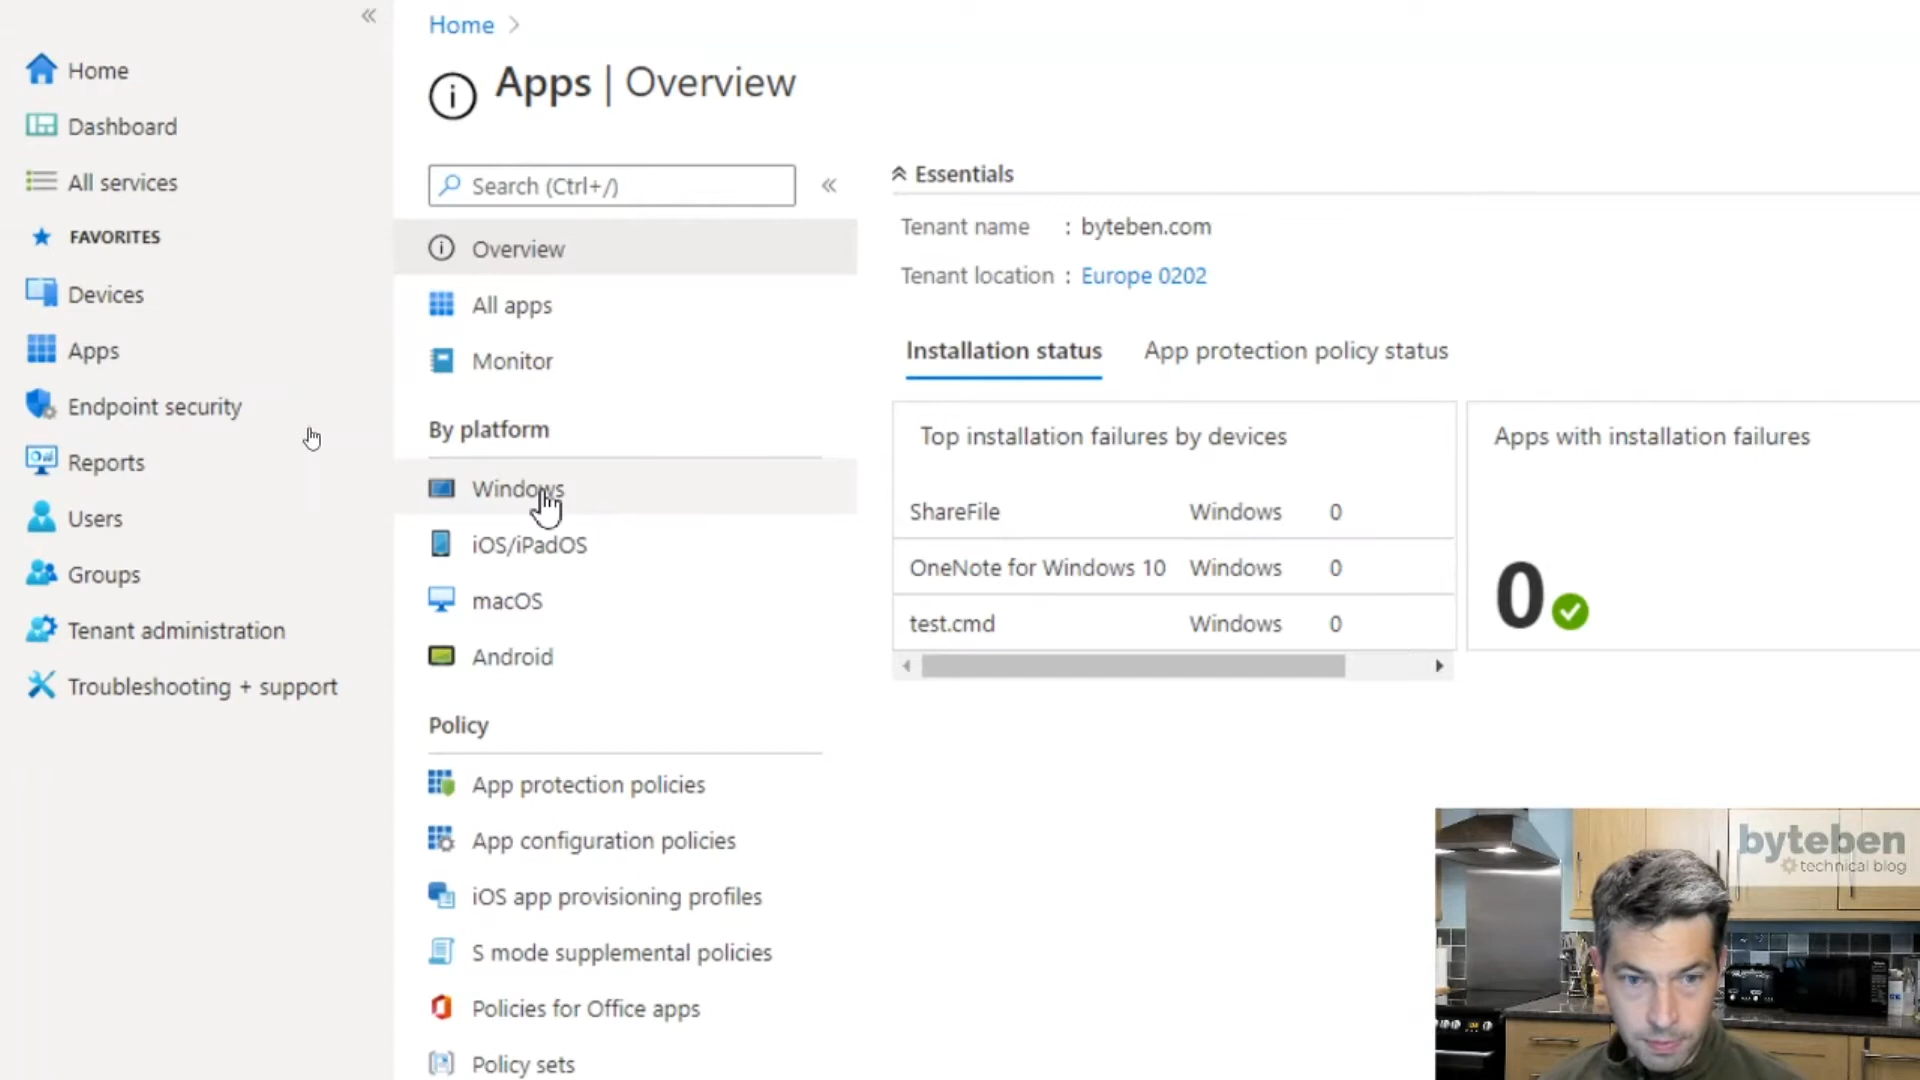 Home
Dashboard
All services
FAVORITES
Devices
Apps
Endpoint security
Reports
Users
Groups
Tenant administration
Troubleshooting + support
Home
Apps | Overview
Search (Ctrl+/)
Overview
All apps
Monitor
By platform
Windows
iOS/iPadOS
macOS
Android
Policy
App protection policies
App configuration policies
iOS app provisioning profiles
S mode supplemental policies
Policies for Office apps
Policy sets
Essentials
Tenant name : byteben.com
Tenant location : Europe 0202
Installation status App protection policy status
Top installation failures by devices
ShareFile Windows 0
OneNote for Windows 10 Windows 0
test.cmd Windows 0
Apps with installation failures
0
byteben
technical blog